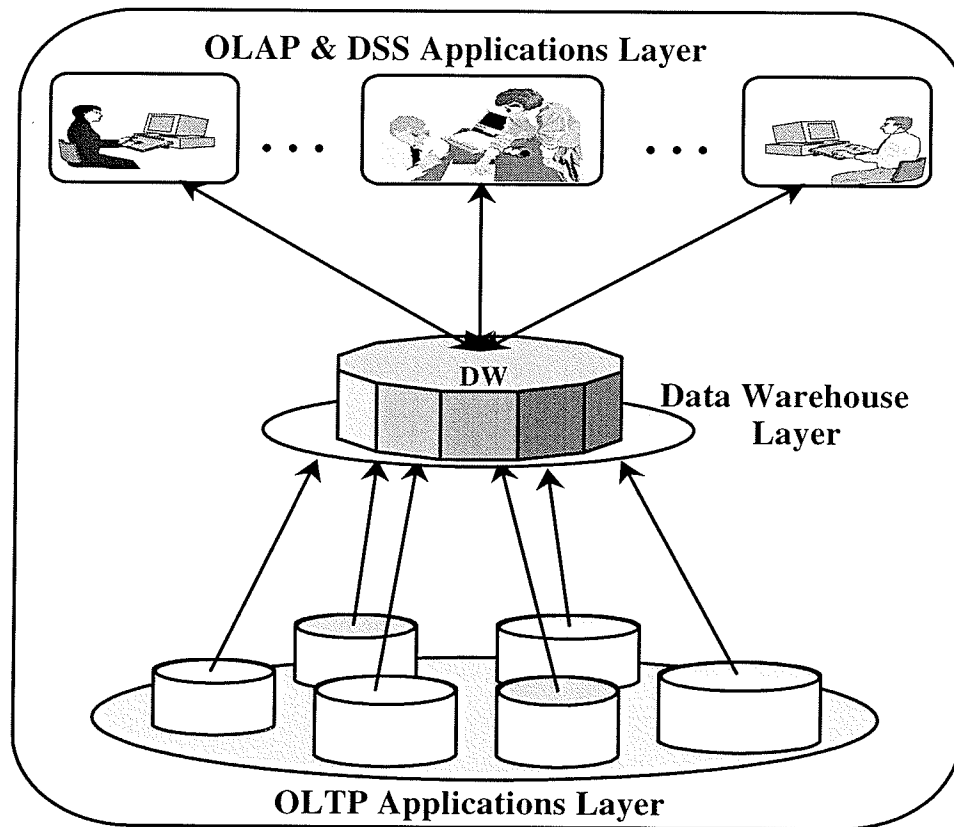 OLAP & DSS Applications Layer
DW
Data Warehouse
Layer
OLTP Applications Layer